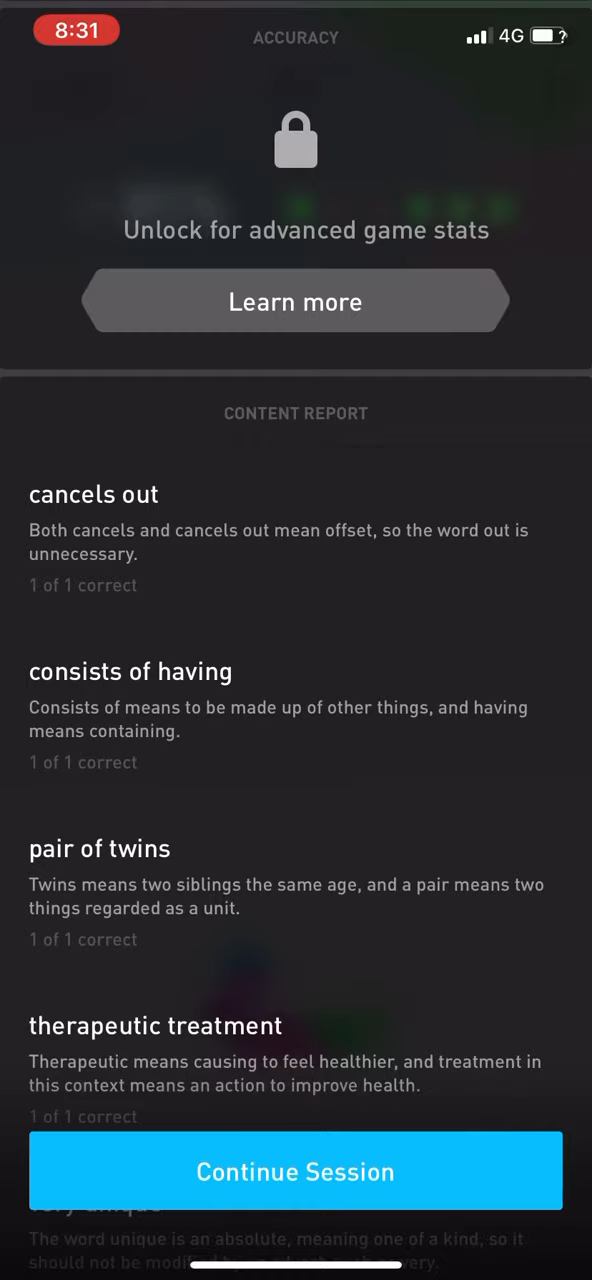 8:31
ACCURACY
4G
?
Unlock for advanced game stats
Learn more
CONTENT REPORT
cancels out
Both cancels and cancels out mean offset, so the word out is
unnecessary.
1 of 1 correct
consists of having
Consists of means to be made up of other things, and having
means containing.
1 of 1 correct
pair of twins
Twins means two siblings the same age, and a pair means two
things regarded as a unit.
1 of 1 correct
therapeutic treatment
Therapeutic means causing to feel healthier, and treatment in
this context means an action to improve health.
1 of 1 correct
Continue Session
very unique
The word unique is an absolute, meaning one of a kind, so it
should not be modified by
very.